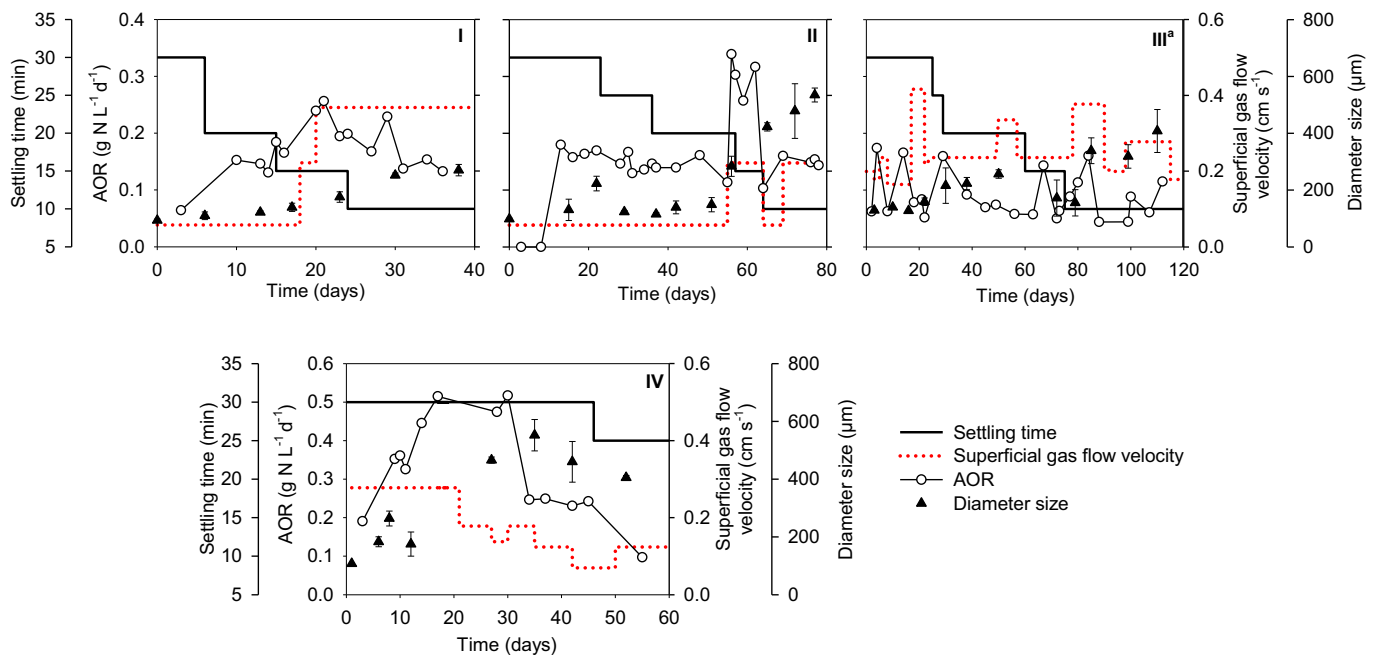 35
30
25
20
15
10
5
Settling time (min)
0.4
0.3
0.2
0.1
0.0
AOR (g N L⁻¹ d⁻¹)
I
0 10 20 30 40
Time (days)
II
0 20 40 60 80
Time (days)
IIIᵃ
0 20 40 60 80 100 120
Time (days)
0.6
0.4
0.2
0.0
Superficial gas flow
velocity (cm s⁻¹)
800
600
400
200
0
Diameter size (µm)
35
30
25
20
15
10
5
Settling time (min)
0.6
0.5
0.4
0.3
0.2
0.1
0.0
AOR (g N L⁻¹ d⁻¹)
IV
0 10 20 30 40 50 60
Time (days)
0.6
0.4
0.2
0.0
Superficial gas flow
velocity (cm s⁻¹)
800
600
400
200
0
Diameter size (µm)
Settling time
Superficial gas flow velocity
AOR
Diameter size